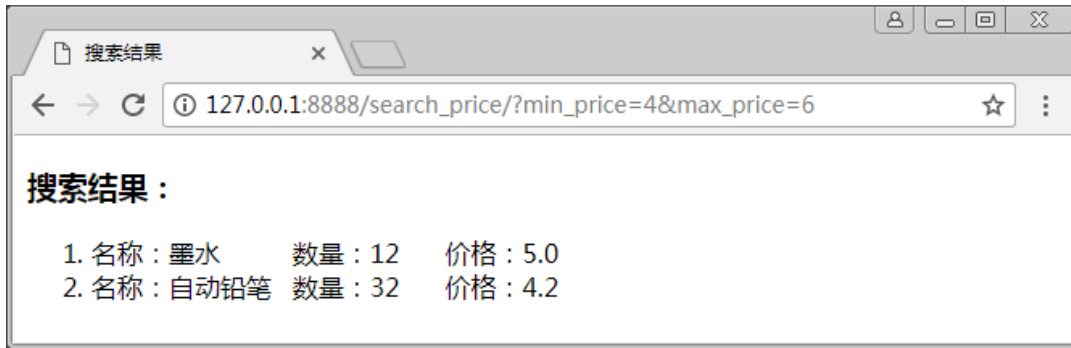 搜索结果
127.0.0.1:8888/search_price/?min_price=4&max_price=6
搜索结果：
1. 名称：墨水 数量：12 价格：5.0
2. 名称：自动铅笔 数量：32 价格：4.2